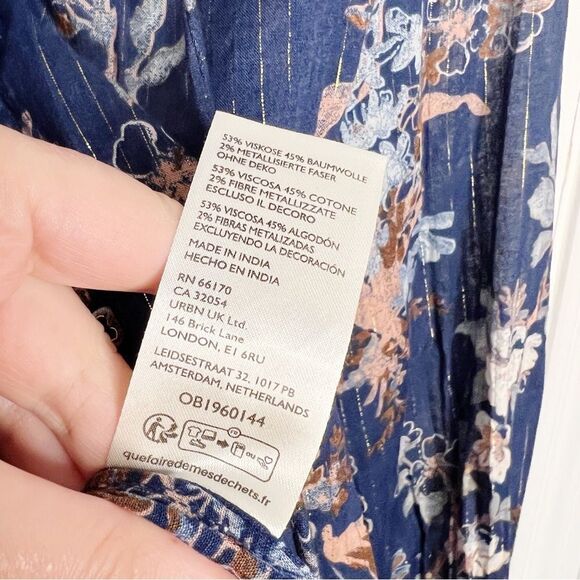 53% VISKOSE 45% BAUMWOLLE
2% METALLISIERTE FASER
OHNE DEKO
53% VISCOSA 45% COTONE
2% FIBRE METALLIZZATE
ESCLUSO IL DECORO
53% VISCOSA 45% ALGODÓN
2% FIBRAS METALIZADAS
EXCLUYENDO LA DECORACIÓN
MADE IN INDIA
HECHO EN INDIA
RN 66170
CA 32054
URBN UK Ltd.
146 Brick Lane
LONDON, E1 6RU
LEIDSESTRAAT 32, 1017 PB
AMSTERDAM, NETHERLANDS
OB1960144
FR
OU
quefairedemesdechets.fr